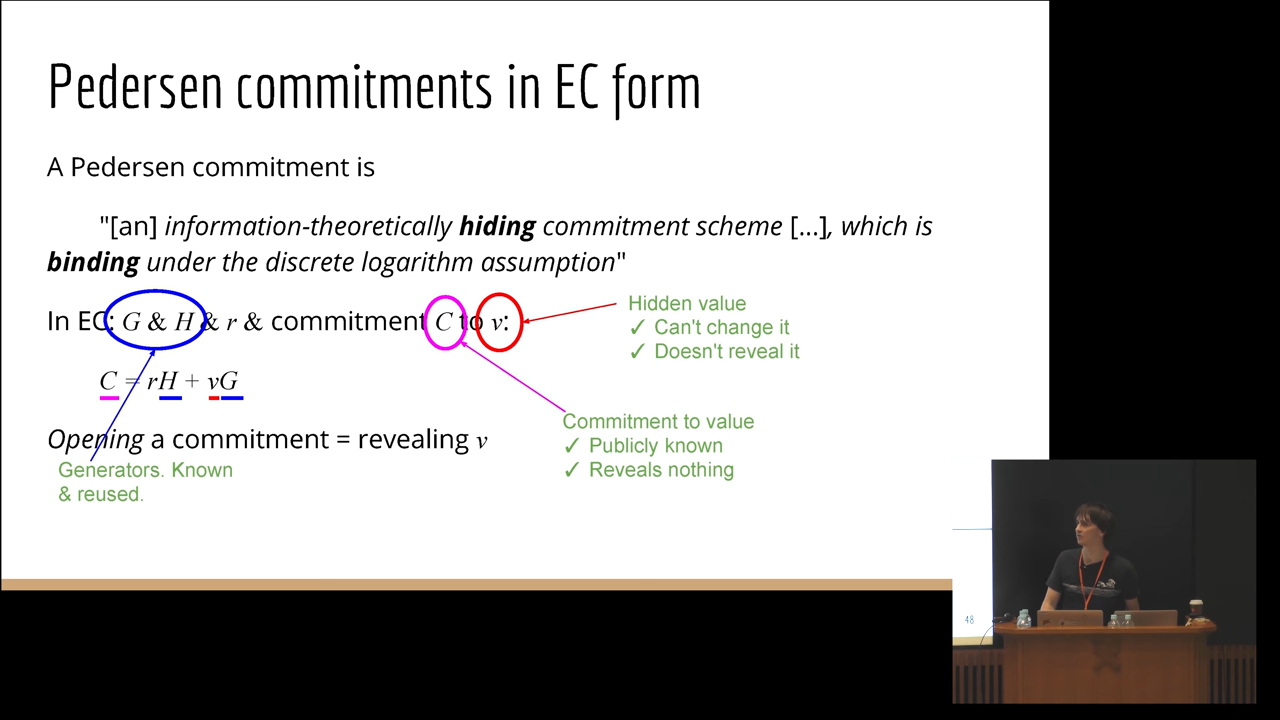 Pedersen commitments in EC form
A Pedersen commitment is
"[an] information-theoretically hiding commitment scheme [...], which is
binding under the discrete logarithm assumption"
In EC: G & H & r & commitment C to v:
Hidden value
✓ Can't change it
✓ Doesn't reveal it
C = rH + vG
Commitment to value
✓ Publicly known
✓ Reveals nothing
Opening a commitment = revealing v
Generators. Known
& reused.
48